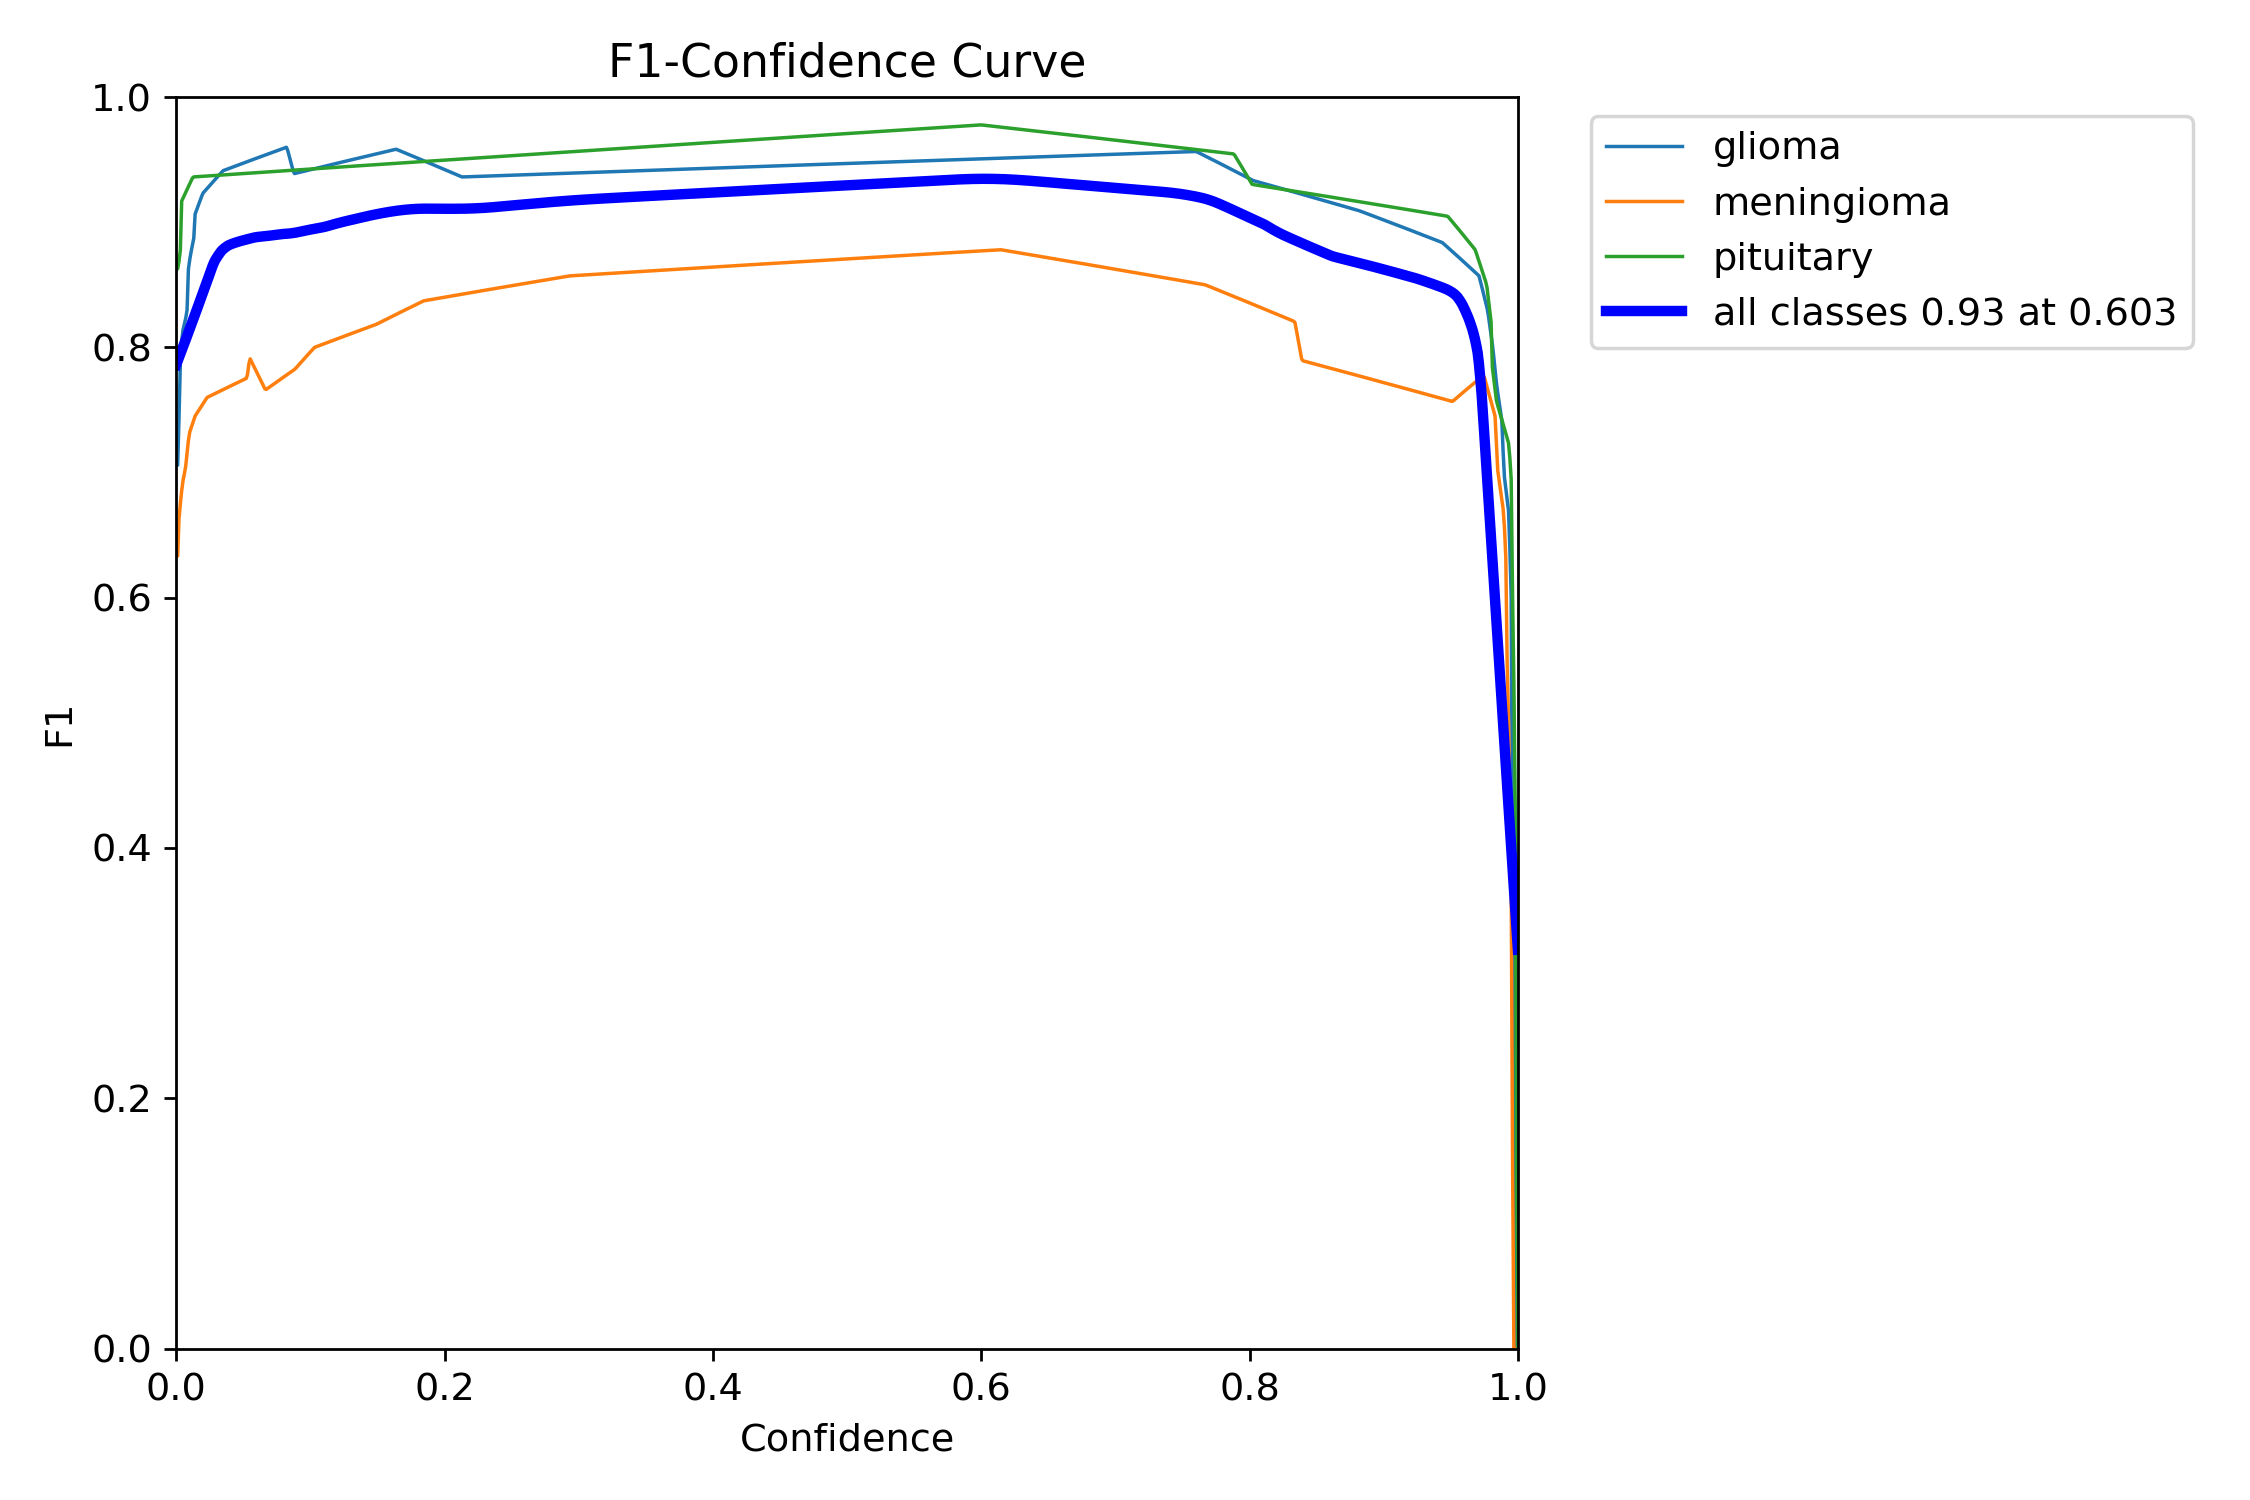 F1-Confidence Curve
1.0
0.8
0.6
0.4
0.2
0.0
F1
0.0 0.2 0.4 0.6 0.8 1.0
Confidence
glioma
meningioma
pituitary
all classes 0.93 at 0.603